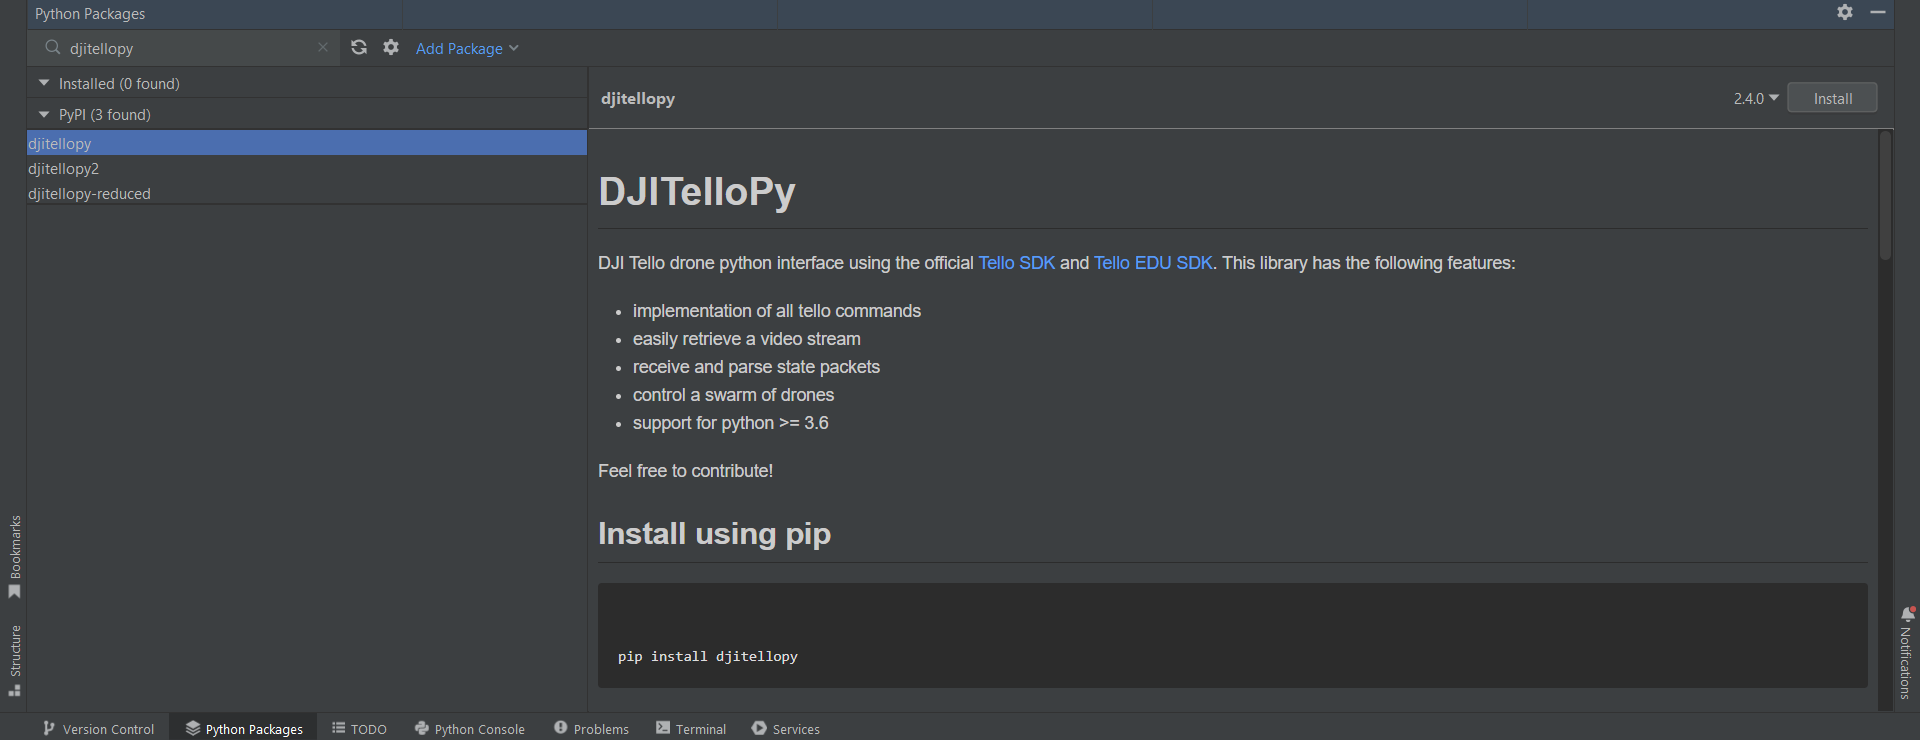 Python Packages
djitellopy
Add Package
Installed (0 found)
PyPI (3 found)
djitellopy
djitellopy2
djitellopy-reduced
djitellopy
2.4.0
Install
DJITelloPy
DJI Tello drone python interface using the official Tello SDK and Tello EDU SDK. This library has the following features:
• implementation of all tello commands
• easily retrieve a video stream
• receive and parse state packets
• control a swarm of drones
• support for python >= 3.6
Feel free to contribute!
Install using pip
pip install djitellopy
Bookmarks
Structure
Notifications
Version Control
Python Packages
TODO
Python Console
Problems
Terminal
Services